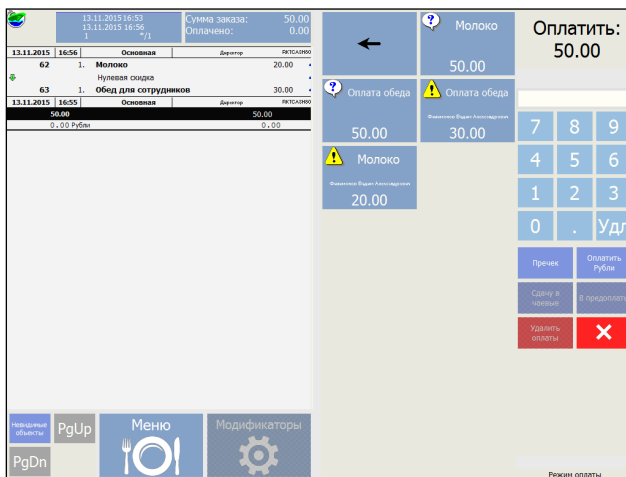 13.11.2015 16:53
13.11.2015 16:56
1 */1
Сумма заказа: 50.00
Оплачено: 0.00
13.11.2015 16:56 Основная Директор
62 1. Молоко 20.00
Нулевая скидка
63 1. Обед для сотрудников 30.00
13.11.2015 16:55 Основная Директор
50.00 50.00
0.00 Рубли 0.00
Молоко
50.00
Оплата обеда
50.00
Оплата обеда
30.00
Молоко
20.00
Оплатить:
50.00
7 8 9
4 5 6
1 2 3
0 . Удл
Пречек
Оплатить
Рубли
Сдачу в
чаевые
В предоплат
Удалить
оплаты
Невидимые
объекты
PgUp
PgDn
Меню
Модификаторы
Режим оплаты